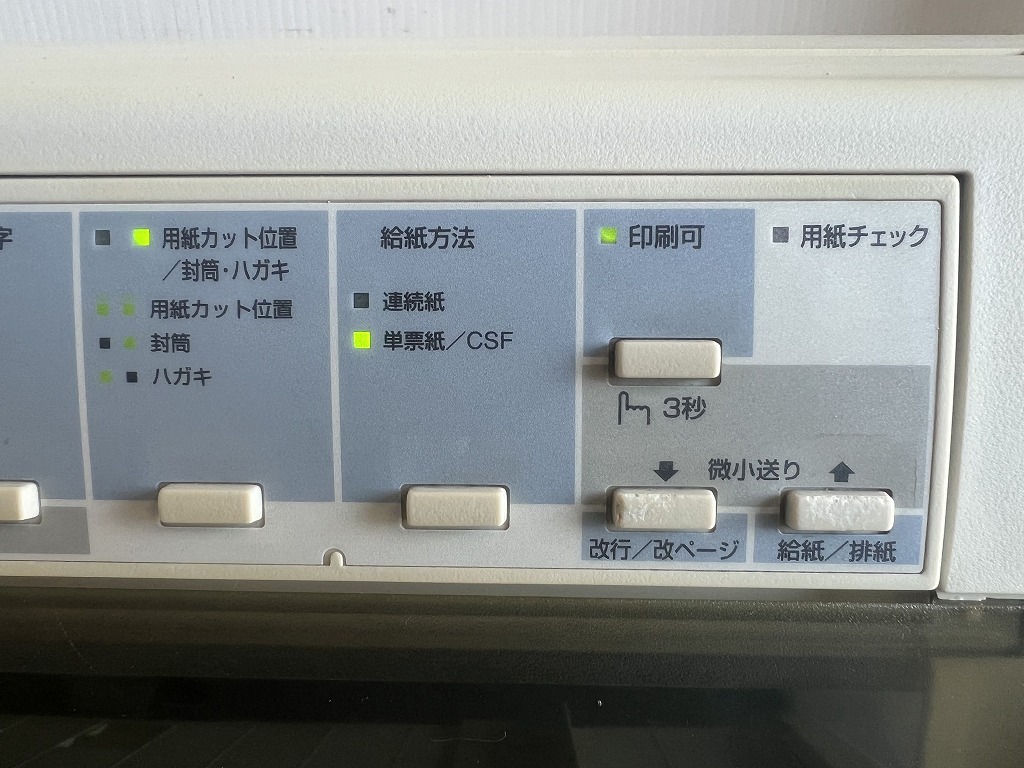 字
用紙カット位置
／封筒・ハガキ
用紙カット位置
封筒
ハガキ
給紙方法
連続紙
単票紙／CSF
印刷可
用紙チェック
3秒
微小送り
改行／改ページ
給紙／排紙